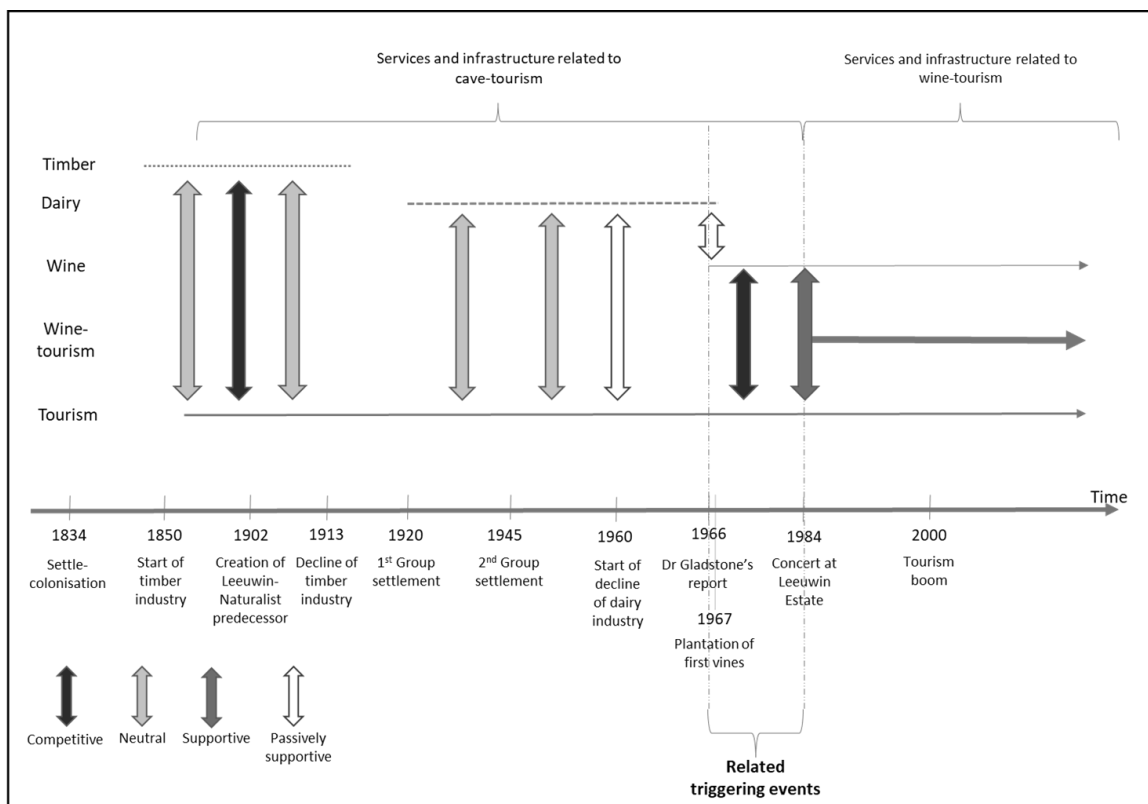 Services and infrastructure related to
cave-tourism
Services and infrastructure related to
wine-tourism
Timber
Dairy
Wine
Wine-
tourism
Tourism
Time
1834
1850
1902
1913
1920
1945
1960
1966
1984
2000
Settle-
colonisation
Start of
timber
industry
Creation of
Leeuwin-
Naturalist
predecessor
Decline of
timber
industry
1st Group
settlement
2nd Group
settlement
Start of
decline
of dairy
industry
Dr Gladstone's
report
1967
Plantation of
first vines
Concert at
Leeuwin
Estate
Tourism
boom
Competitive
Neutral
Supportive
Passively
supportive
Related
triggering events